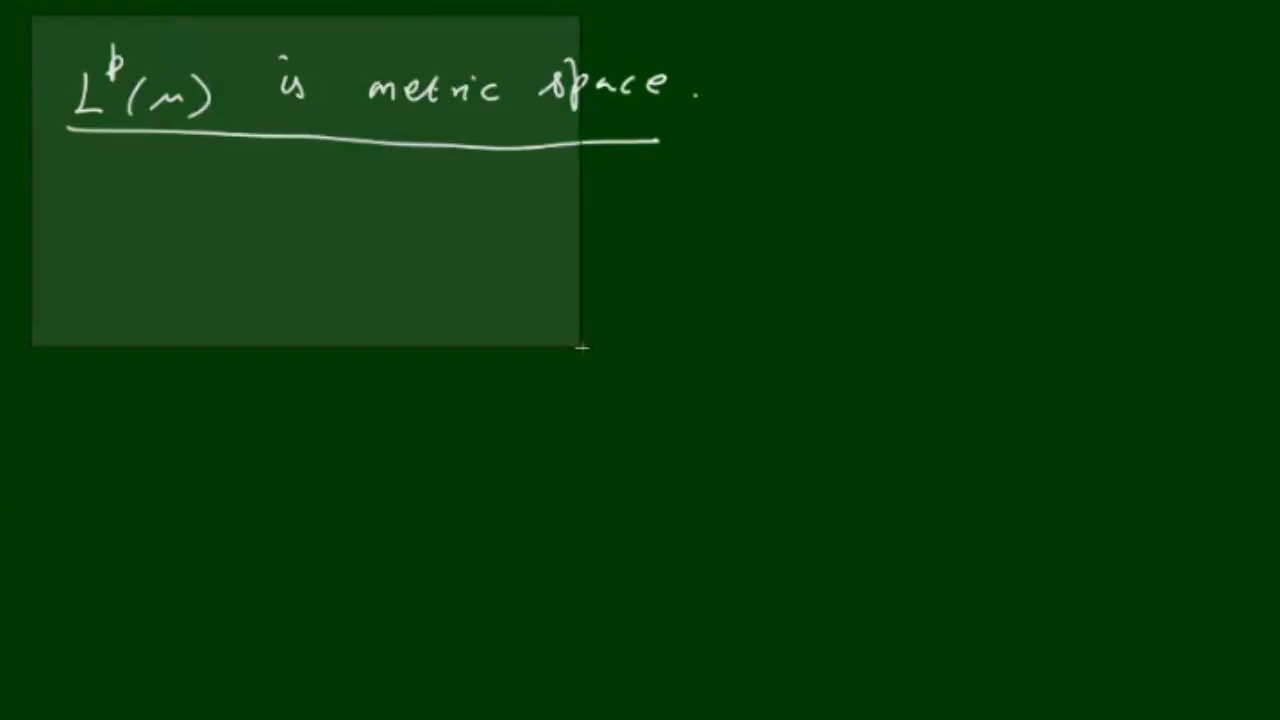 L^p(μ) is metric space.